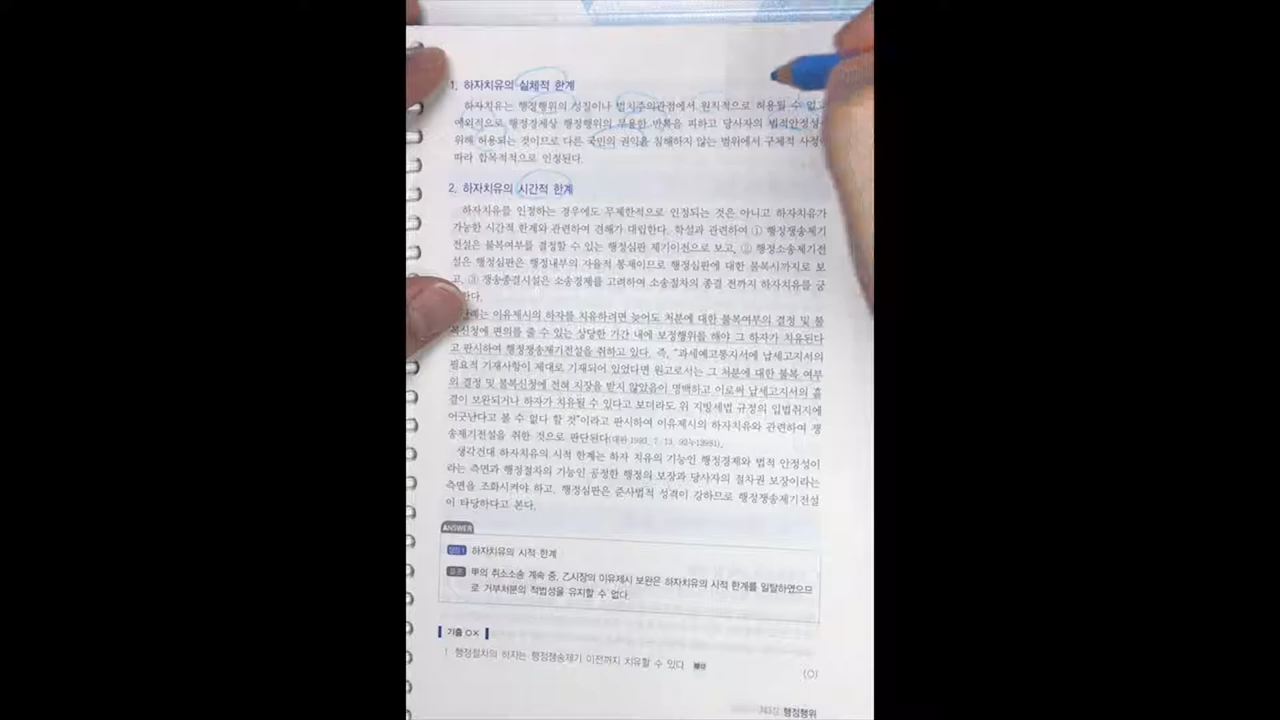 1. 하자치유의 실체적 한계
하자치유는 행정행위의 성질이나 법치주의관점에서 원칙적으로 허용될 수 없고
예외적으로 행정경제상 행정행위의 무용한 반복을 피하고 당사자의 법적안정성을
위해 허용되는 것이므로 다른 국민의 권익을 침해하지 않는 범위에서 구체적 사정에
따라 합목적적으로 인정된다.
2. 하자치유의 시간적 한계
하자치유를 인정하는 경우에도 무제한적으로 인정되는 것은 아니고 하자치유가
가능한 시간적 한계와 관련하여 견해가 대립한다. 학설과 관련하여 ① 행정쟁송제기
전설은 불복여부를 결정할 수 있는 행정심판 제기이전으로 보고, ② 행정소송제기전
설은 행정심판은 행정내부의 자율적 통제이므로 행정심판에 대한 불복시까지로 보
고, ③ 쟁송종결시설은 소송경제를 고려하여 소송절차의 종결 전까지 하자치유를 긍
한다.
판례는 이유제시의 하자를 치유하려면 늦어도 처분에 대한 불복여부의 결정 및 불
복신청에 편의를 줄 수 있는 상당한 기간 내에 보정행위를 해야 그 하자가 치유된다
고 판시하여 행정쟁송제기전설을 취하고 있다. 즉, "과세예고통지서에 납세고지서의
필요적 기재사항이 제대로 기재되어 있었다면 원고로서는 그 처분에 대한 불복 여부
의 결정 및 불복신청에 전혀 지장을 받지 않았음이 명백하고 이로써 납세고지서의 흠
결이 보완되거나 하자가 치유될 수 있다고 보더라도 위 지방세법 규정의 입법취지에
어긋난다고 볼 수 없다 할 것"이라고 판시하여 이유제시의 하자치유와 관련하여 쟁
송제기전설을 취한 것으로 판단된다(대판 1993. 7. 13. 92누13981).
생각건대 하자치유의 시적 한계는 하자 치유의 기능인 행정경제와 법적 안정성이
라는 측면과 행정절차의 기능인 공정한 행정의 보장과 당사자의 절차권 보장이라는
측면을 조화시켜야 하고, 행정심판은 준사법적 성격이 강하므로 행정쟁송제기전설
이 타당하다고 본다.
ANSWER
쟁점 1 하자치유의 시적 한계
결론 甲의 취소소송 계속 중, 乙시장의 이유제시 보완은 하자치유의 시적 한계를 일탈하였으므
로 거부처분의 적법성을 유지할 수 없다.
기출 OX
1 행정절차의 하자는 행정쟁송제기 이전까지 치유할 수 있다
(O)
제3장 행정행위